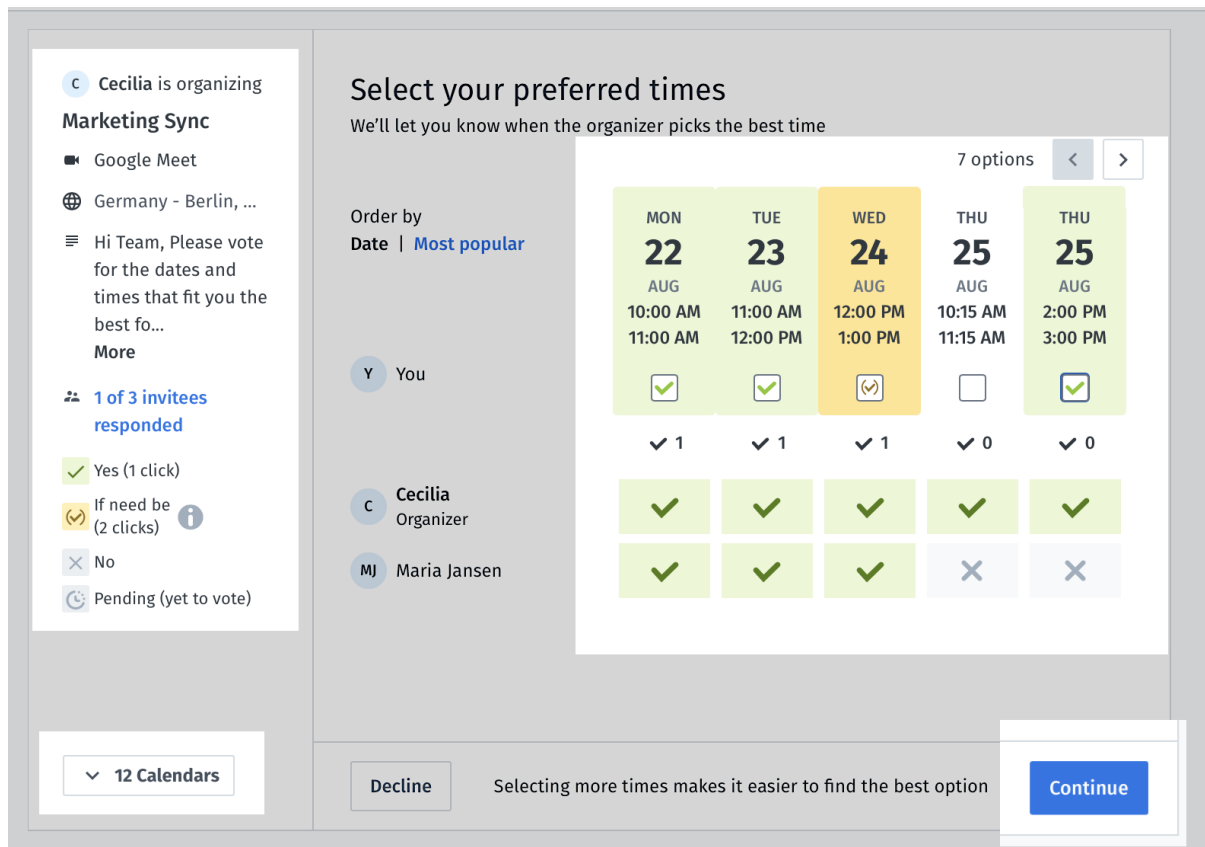 C Cecilia is organizing
Marketing Sync
Google Meet
Germany - Berlin, ...
Hi Team, Please vote
for the dates and
times that fit you the
best fo...
More
1 of 3 invitees
responded
Yes (1 click)
If need be
(2 clicks)
No
Pending (yet to vote)
12 Calendars
Select your preferred times
We'll let you know when the organizer picks the best time
7 options
Order by
Date | Most popular
MON TUE WED THU THU
22 23 24 25 25
AUG AUG AUG AUG AUG
10:00 AM 11:00 AM 12:00 PM 10:15 AM 2:00 PM
11:00 AM 12:00 PM 1:00 PM 11:15 AM 3:00 PM
Y You
1 1 1 0 0
C Cecilia
Organizer
MJ Maria Jansen
Decline Selecting more times makes it easier to find the best option Continue